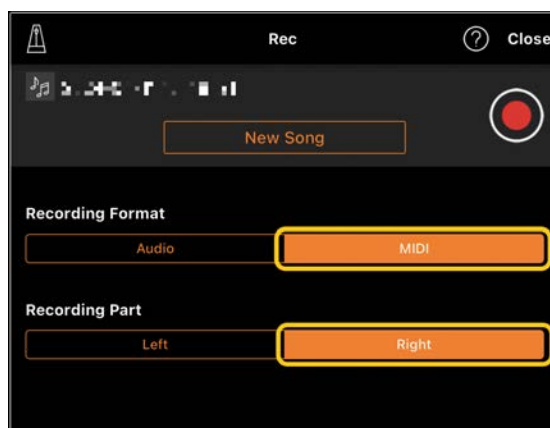 Rec
Close
New Song
Recording Format
Audio
MIDI
Recording Part
Left
Right